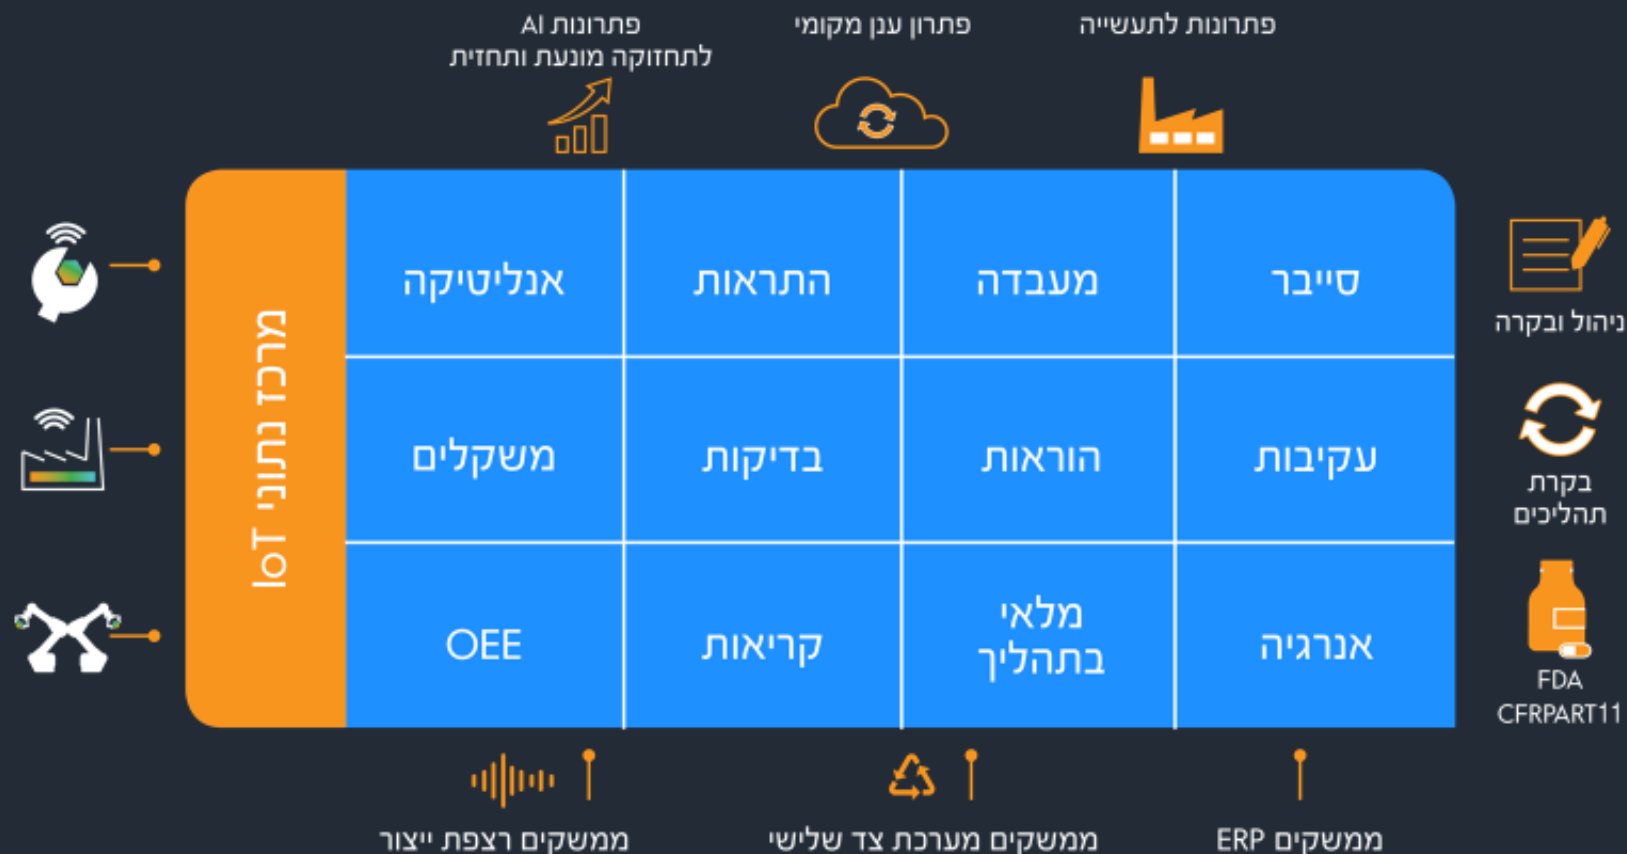 פתרונות לתעשייה
פתרון ענן מקומי
פתרונות AI
לתחזוקה מונעת ותחזית
סייבר
מעבדה
התראות
אנליטיקה
עקיבות
הוראות
בדיקות
משקלים
אנרגיה
מלאי
בתהליך
קריאות
OEE
מרכז נתוני IoT
ניהול ובקרה
בקרת
תהליכים
FDA
CFRPART11
ממשקים ERP
ממשקים מערכת צד שלישי
ממשקים רצפת ייצור